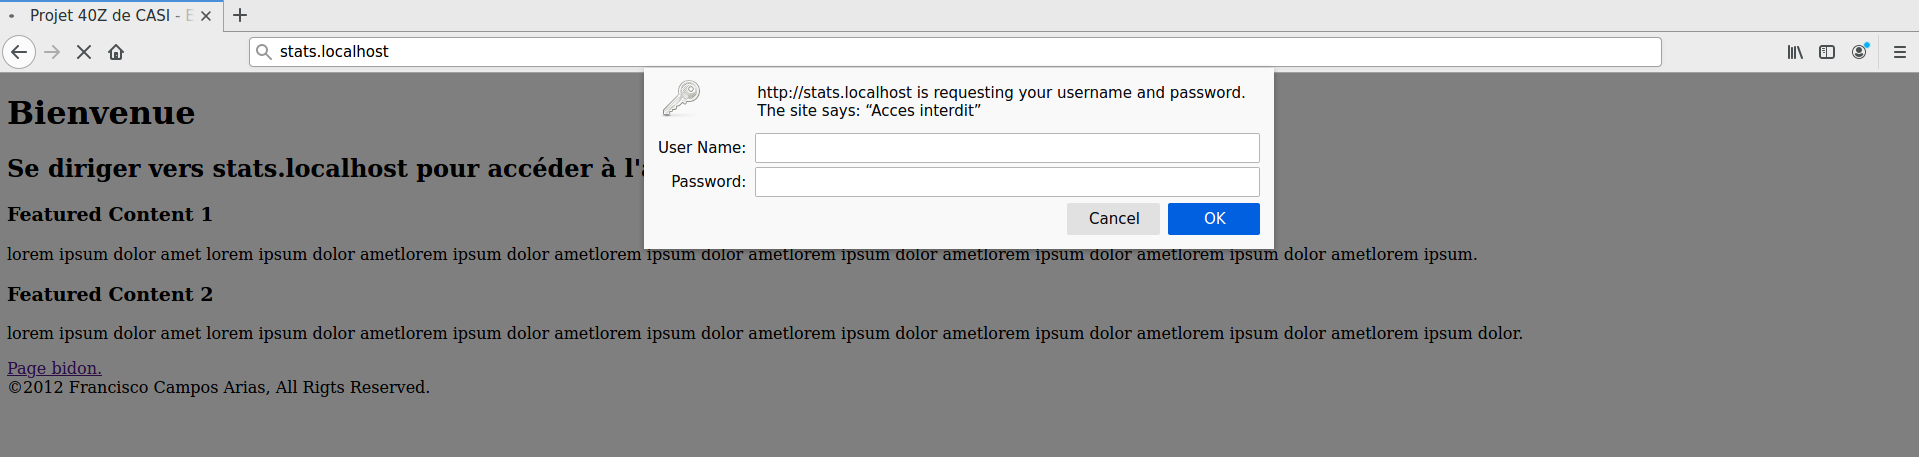 Projet 40Z de CASI - E
stats.localhost
http://stats.localhost is requesting your username and password.
The site says: “Acces interdit”
User Name:
Password:
Cancel
OK
Bienvenue
Se diriger vers stats.localhost pour accéder à l'a
Featured Content 1
lorem ipsum dolor amet lorem ipsum dolor ametlorem ipsum dolor ametlorem ipsum dolor ametlorem ipsum dolor ametlorem ipsum dolor ametlorem ipsum dolor ametlorem ipsum.
Featured Content 2
lorem ipsum dolor amet lorem ipsum dolor ametlorem ipsum dolor ametlorem ipsum dolor ametlorem ipsum dolor ametlorem ipsum dolor ametlorem ipsum dolor ametlorem ipsum dolor.
Page bidon.
©2012 Francisco Campos Arias, All Rigts Reserved.